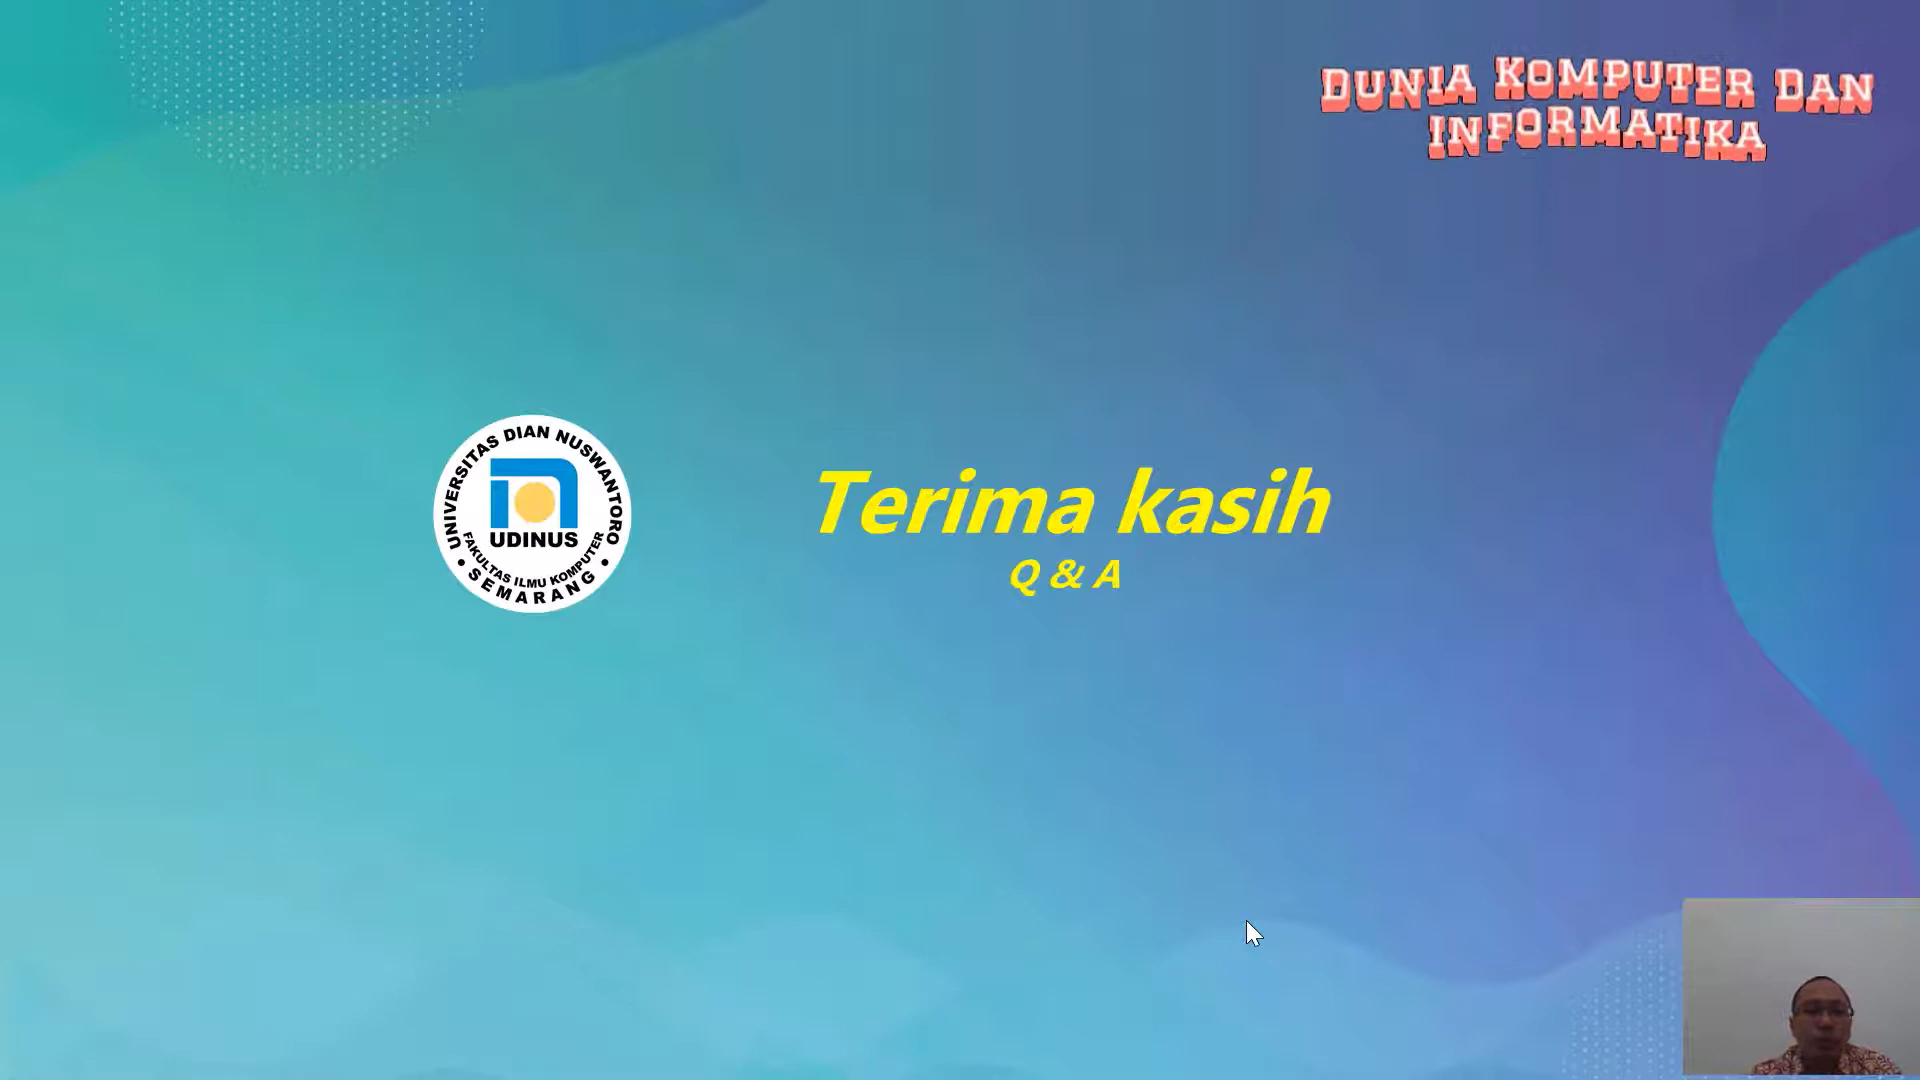 DUNIA KOMPUTER DAN
INFORMATIKA
UNIVERSITAS DIAN NUSWANTORO
UDINUS
FAKULTAS ILMU KOMPUTER
• SEMARANG •
Terima kasih
Q & A